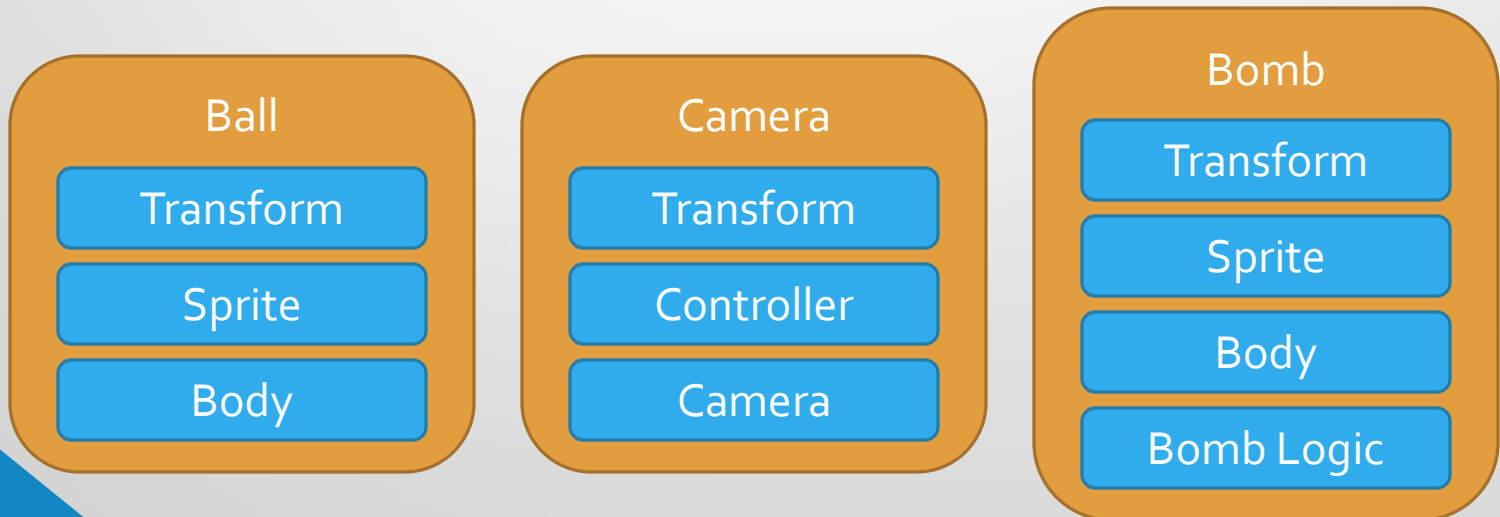 Ball
Transform
Sprite
Body
Camera
Transform
Controller
Camera
Bomb
Transform
Sprite
Body
Bomb Logic